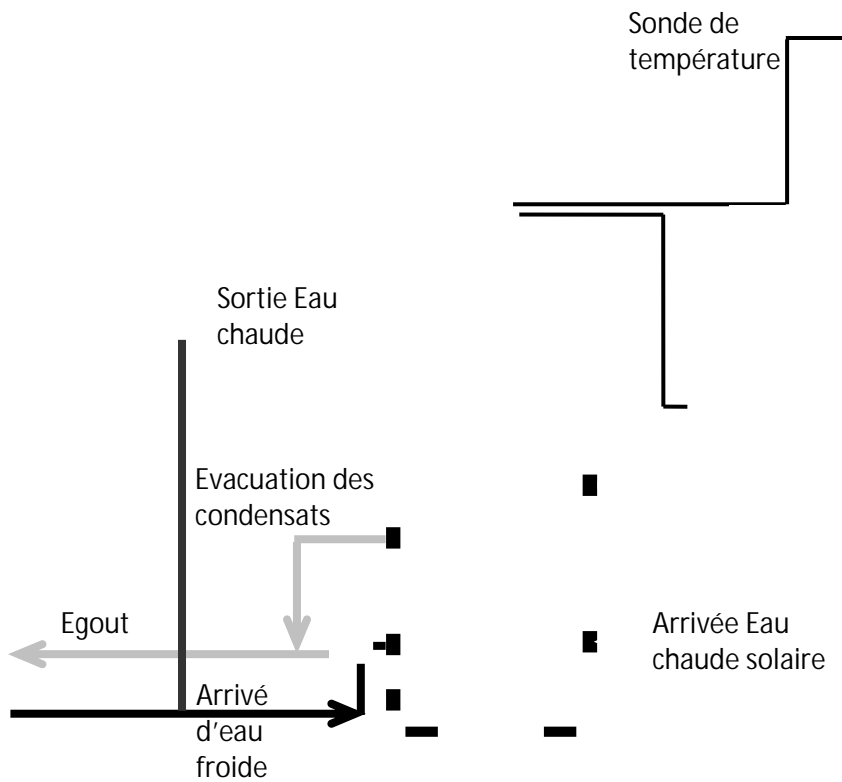 Sonde de
température
Sortie Eau
chaude
Evacuation des
condensats
Egout
Arrivée Eau
chaude solaire
Arrivé
d'eau
froide